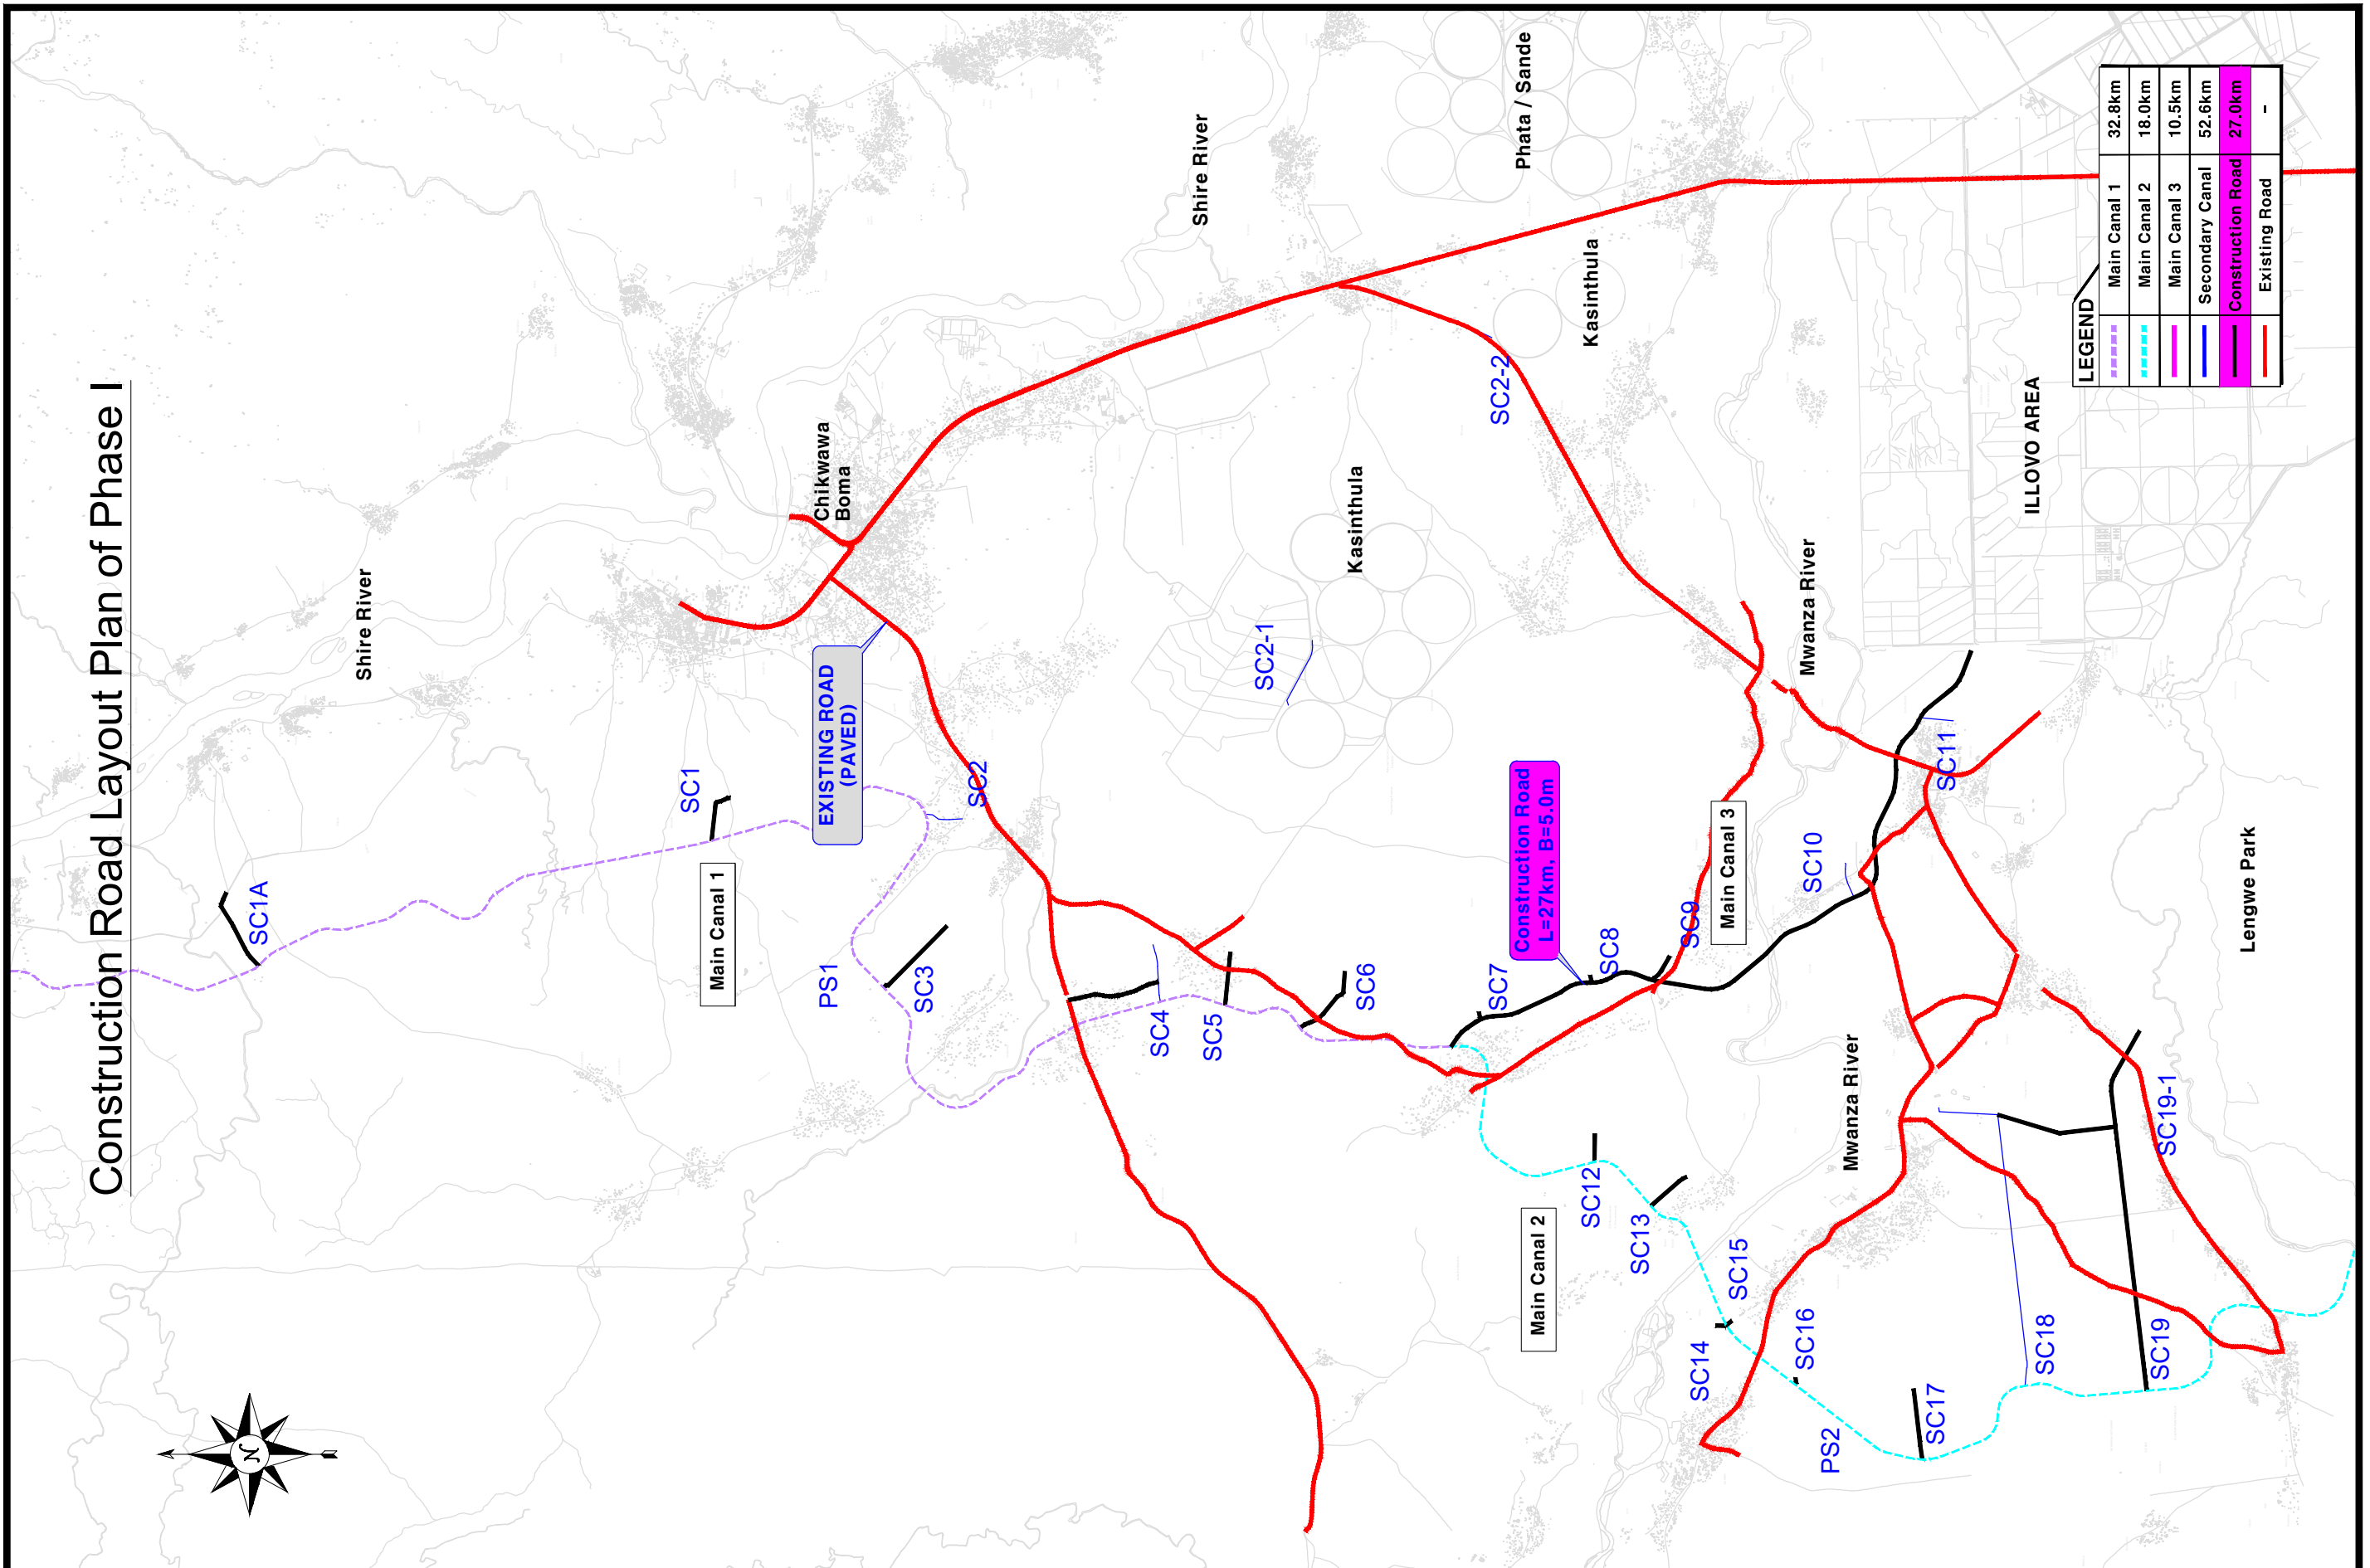 Construction Road Layout Plan of Phase I
Shire River
Shire River
Phata / Sande
Kasinthula
Chikwawa
Boma
Kasinthula
SC2-2
SC2-1
EXISTING ROAD
(PAVED)
SC1
SC1A
Main Canal 1
SC2
PS1
SC3
SC4
SC5
SC6
SC7
Construction Road
L=27km, B=5.0m
SC8
SC9
Main Canal 3
SC10
SC11
Mwanza River
ILLOVO AREA
Lengwe Park
Mwanza River
Main Canal 2
SC12
SC13
SC14
SC15
SC16
PS2
SC17
SC18
SC19
SC19-1
N
LEGEND
Main Canal 1 32.8km
Main Canal 2 18.0km
Main Canal 3 10.5km
Secondary Canal 52.6km
Construction Road 27.0km
Existing Road -